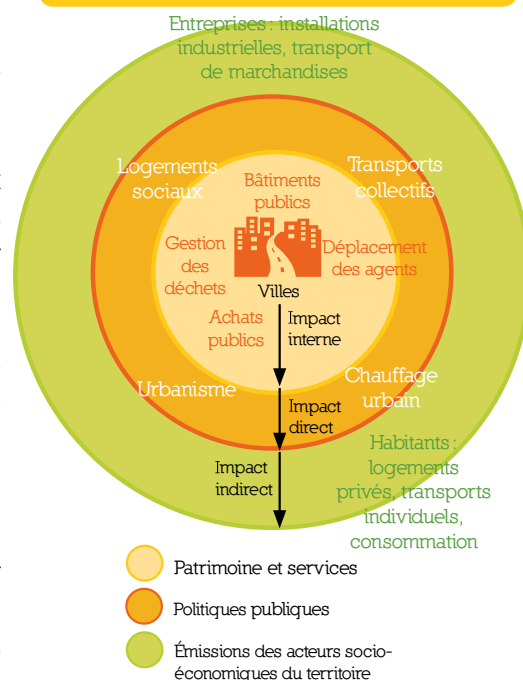 Entreprises : installations
industrielles, transport
de marchandises
Logements
sociaux
Transports
collectifs
Bâtiments
publics
Gestion
des
déchets
Déplacement
des agents
Villes
Achats
publics
Impact
interne
Urbanisme
Chauffage
urbain
Impact
direct
Impact
indirect
Habitants :
logements
privés, transports
individuels,
consommation
Patrimoine et services
Politiques publiques
Émissions des acteurs socio-
économiques du territoire